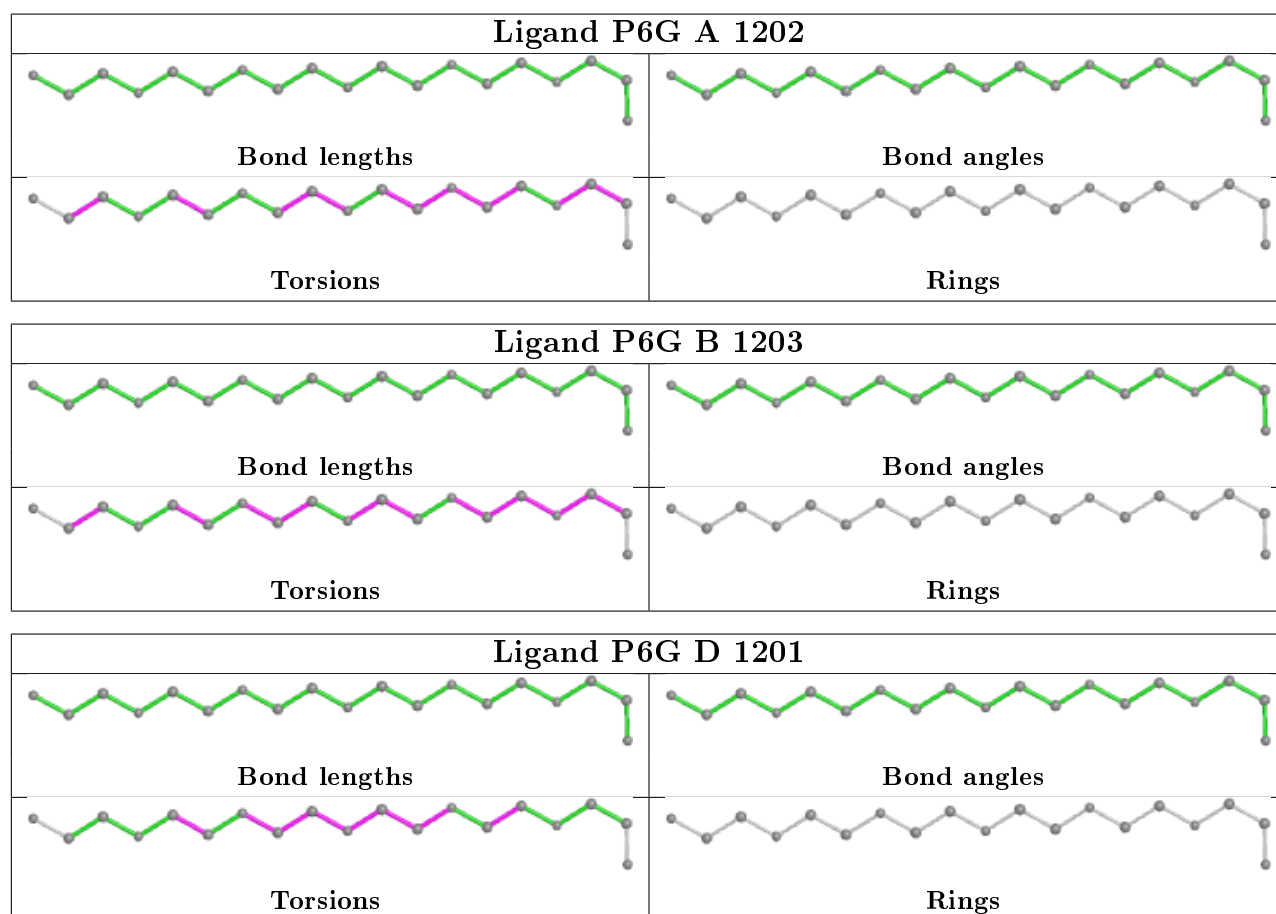 Ligand P6G A 1202
Bond lengths Bond angles
Torsions Rings
Ligand P6G B 1203
Bond lengths Bond angles
Torsions Rings
Ligand P6G D 1201
Bond lengths Bond angles
Torsions Rings